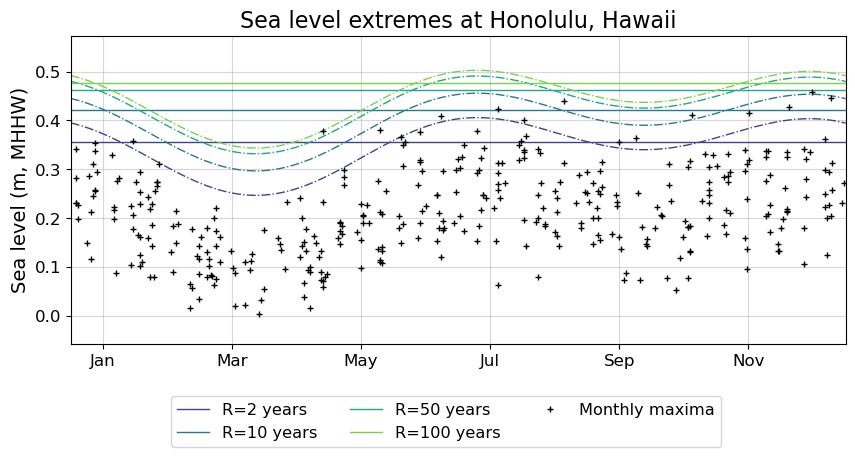 Sea level extremes at Honolulu, Hawaii
Sea level (m, MHHW)
0.5
0.4
0.3
0.2
0.1
0.0
Jan Mar May Jul Sep Nov
R=2 years R=50 years Monthly maxima
R=10 years R=100 years